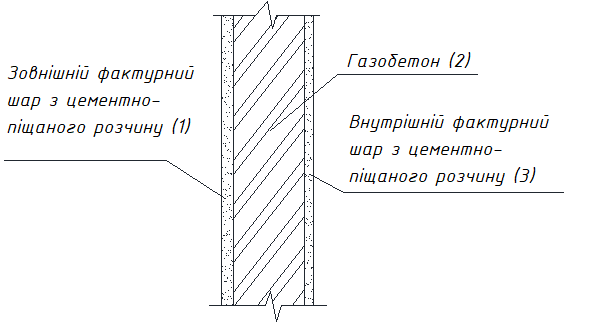 Зовнішній фактурний
шар з цементно-
піщаного розчину (1)
Газобетон (2)
Внутрішній фактурний
шар з цементно-
піщаного розчину (3)